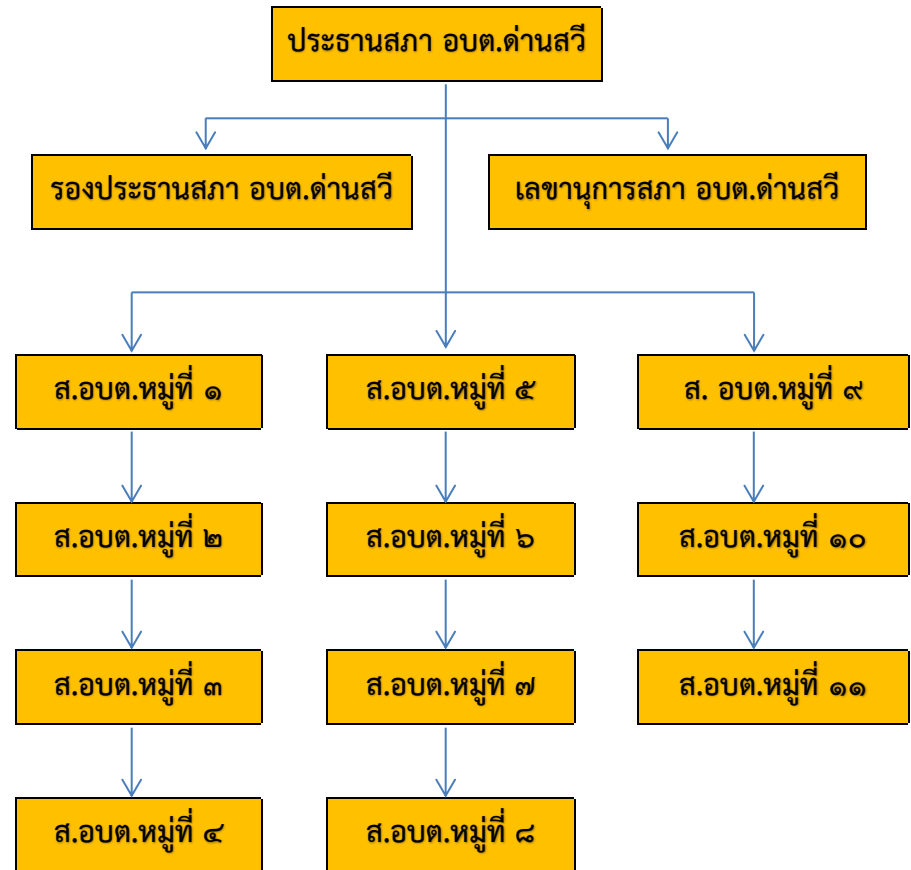 ประธานสภา อบต.ด่านสวี
รองประธานสภา อบต.ด่านสวี
เลขานุการสภา อบต.ด่านสวี
ส.อบต.หมู่ที่ ๑
ส.อบต.หมู่ที่ ๕
ส. อบต.หมู่ที่ ๙
ส.อบต.หมู่ที่ ๒
ส.อบต.หมู่ที่ ๖
ส.อบต.หมู่ที่ ๑๐
ส.อบต.หมู่ที่ ๓
ส.อบต.หมู่ที่ ๗
ส.อบต.หมู่ที่ ๑๑
ส.อบต.หมู่ที่ ๔
ส.อบต.หมู่ที่ ๘